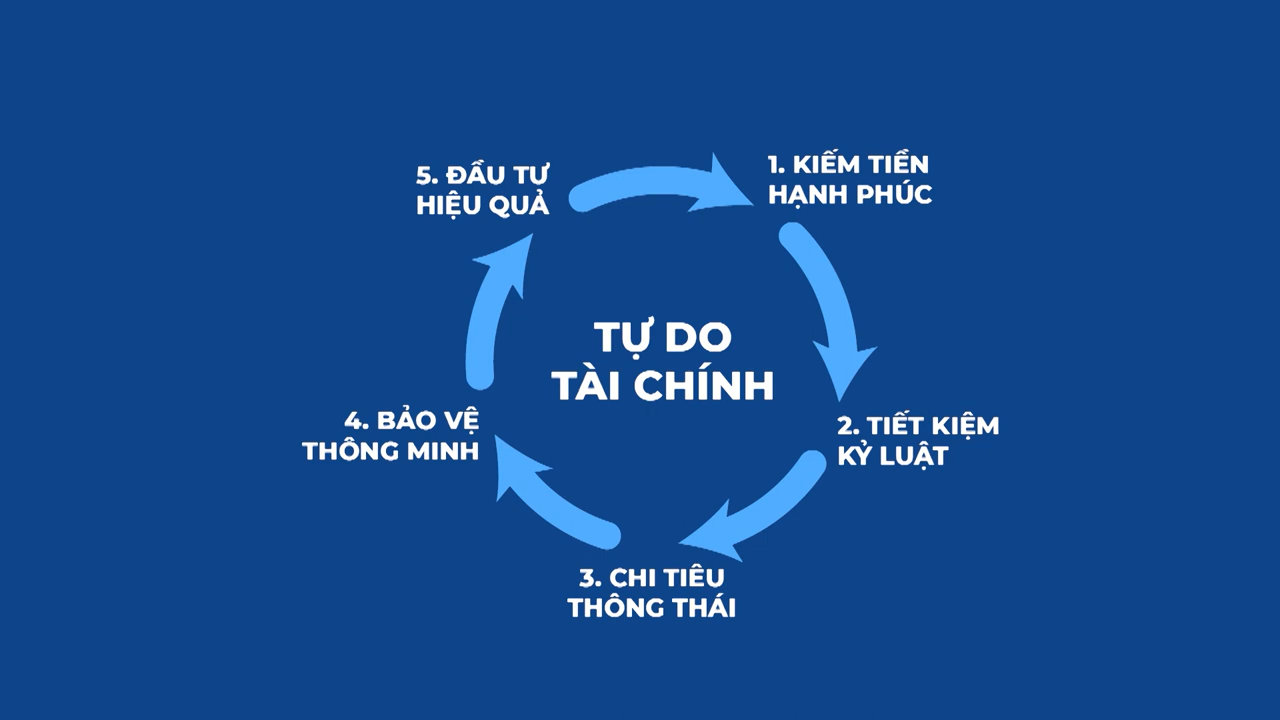 TỰ DO
TÀI CHÍNH
1. KIẾM TIỀN
HẠNH PHÚC
2. TIẾT KIỆM
KỶ LUẬT
3. CHI TIÊU
THÔNG THÁI
4. BẢO VỆ
THÔNG MINH
5. ĐẦU TƯ
HIỆU QUẢ